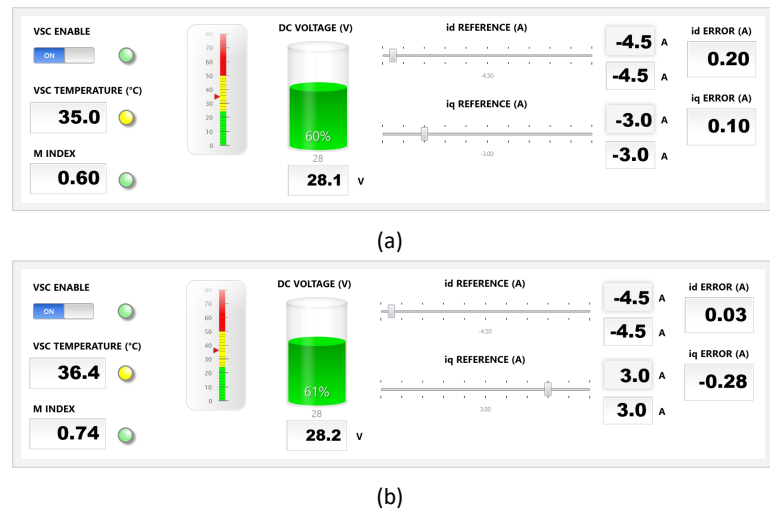 VSC ENABLE
ON
VSC TEMPERATURE (°C)
35.0
M INDEX
0.60
80
70
60
50
40
30
20
10
0
DC VOLTAGE (V)
60%
28
28.1 V
id REFERENCE (A)
-4.50
iq REFERENCE (A)
-3.00
-4.5 A
-4.5 A
-3.0 A
-3.0 A
id ERROR (A)
0.20
iq ERROR (A)
0.10
(a)
VSC ENABLE
ON
VSC TEMPERATURE (°C)
36.4
M INDEX
0.74
80
70
60
50
40
30
20
10
0
DC VOLTAGE (V)
61%
28
28.2 V
id REFERENCE (A)
-4.50
iq REFERENCE (A)
3.00
-4.5 A
-4.5 A
3.0 A
3.0 A
id ERROR (A)
0.03
iq ERROR (A)
-0.28
(b)